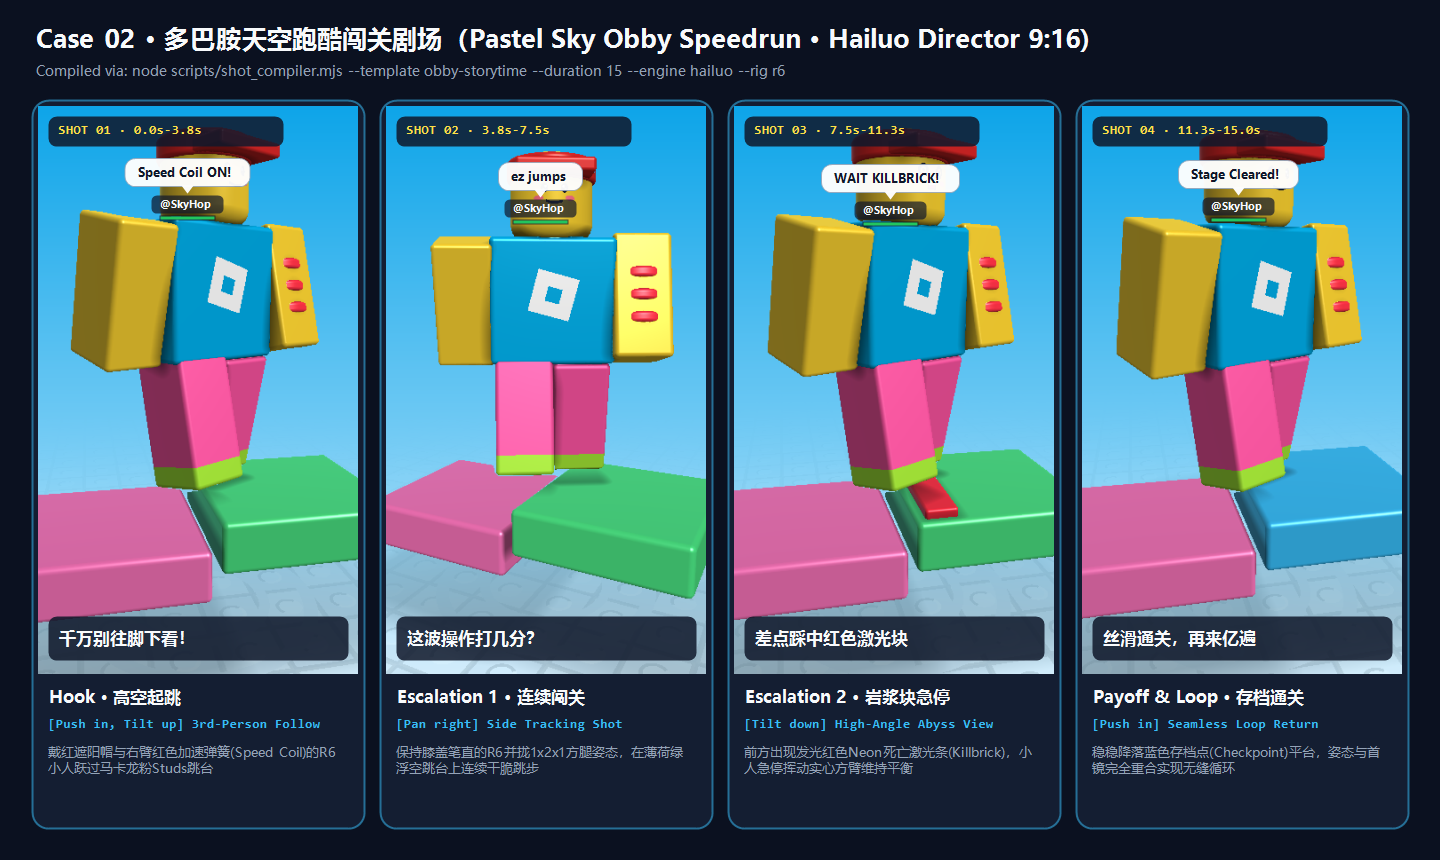 Case 02 • 多巴胺天空跑酷闯关剧场（Pastel Sky Obby Speedrun • Hailuo Director 9:16)
Compiled via: node scripts/shot_compiler.mjs --template obby-storytime --duration 15 --engine hailuo --rig r6
SHOT 01 · 0.0s-3.8s
Speed Coil ON!
@SkyHop
千万别往脚下看！
Hook • 高空起跳
[Push in, Tilt up] 3rd-Person Follow
戴红遮阳帽与右臂红色加速弹簧(Speed Coil)的R6
小人跃过马卡龙粉Studs跳台
SHOT 02 · 3.8s-7.5s
ez jumps
@SkyHop
这波操作打几分？
Escalation 1 • 连续闯关
[Pan right] Side Tracking Shot
保持膝盖笔直的R6并拢1x2x1方腿姿态，在薄荷绿
浮空跳台上连续干脆跳步
SHOT 03 · 7.5s-11.3s
WAIT KILLBRICK!
@SkyHop
差点踩中红色激光块
Escalation 2 • 岩浆块急停
[Tilt down] High-Angle Abyss View
前方出现发光红色Neon死亡激光条(Killbrick)，小
人急停挥动实心方臂维持平衡
SHOT 04 · 11.3s-15.0s
Stage Cleared!
@SkyHop
丝滑通关，再来亿遍
Payoff & Loop • 存档通关
[Push in] Seamless Loop Return
稳稳降落蓝色存档点(Checkpoint)平台，姿态与首
镜完全重合实现无缝循环